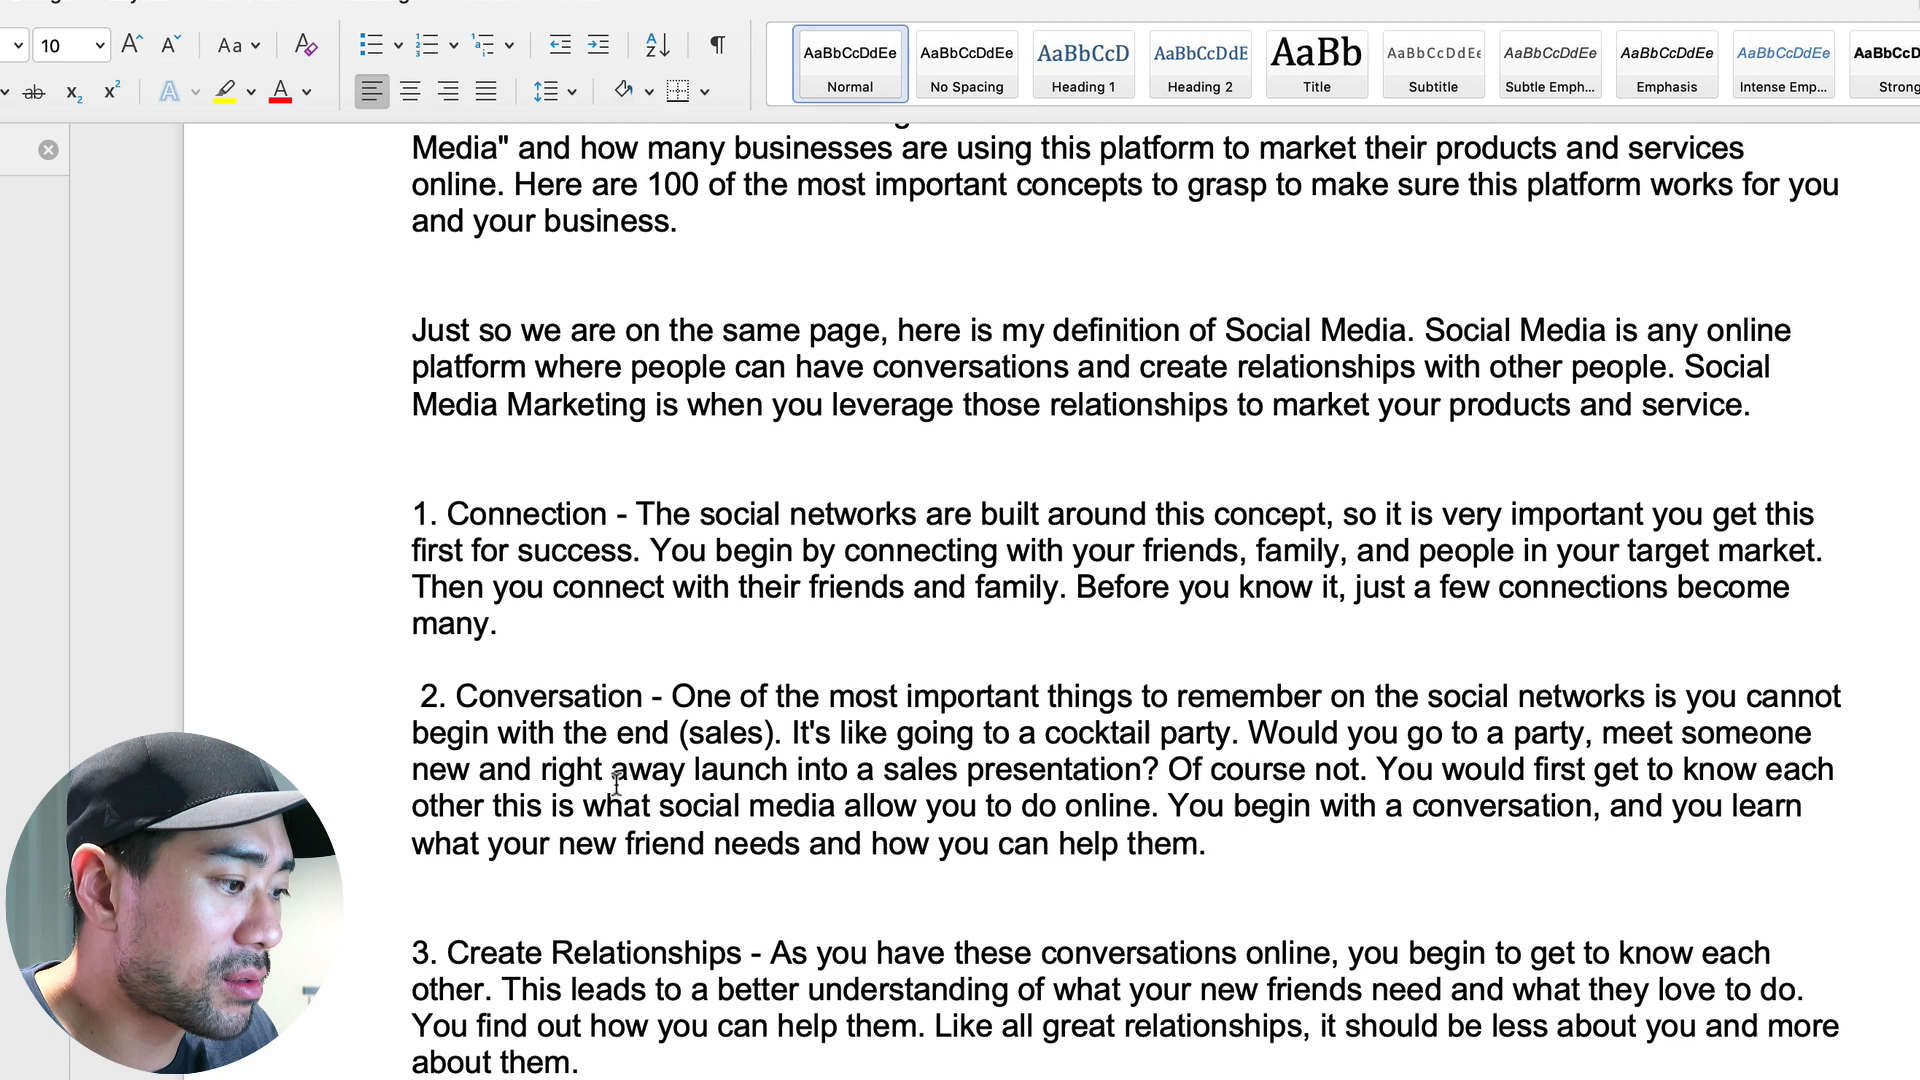 10
Aa
ab
x2
x2
A
A
AaBbCcDdEe
AaBbCcDdEe
AaBbCcD
AaBbCcDdE
AaBb
AaBbCcDdEe
AaBbCcDdEe
AaBbCcDdEe
AaBbCcDdEe
AaBbCcD
Normal
No Spacing
Heading 1
Heading 2
Title
Subtitle
Subtle Emph...
Emphasis
Intense Emp...
Strong
Media" and how many businesses are using this platform to market their products and services
online. Here are 100 of the most important concepts to grasp to make sure this platform works for you
and your business.
Just so we are on the same page, here is my definition of Social Media. Social Media is any online
platform where people can have conversations and create relationships with other people. Social
Media Marketing is when you leverage those relationships to market your products and service.
1. Connection - The social networks are built around this concept, so it is very important you get this
first for success. You begin by connecting with your friends, family, and people in your target market.
Then you connect with their friends and family. Before you know it, just a few connections become
many.
2. Conversation - One of the most important things to remember on the social networks is you cannot
begin with the end (sales). It's like going to a cocktail party. Would you go to a party, meet someone
new and right away launch into a sales presentation? Of course not. You would first get to know each
other this is what social media allow you to do online. You begin with a conversation, and you learn
what your new friend needs and how you can help them.
3. Create Relationships - As you have these conversations online, you begin to get to know each
other. This leads to a better understanding of what your new friends need and what they love to do.
You find out how you can help them. Like all great relationships, it should be less about you and more
about them.